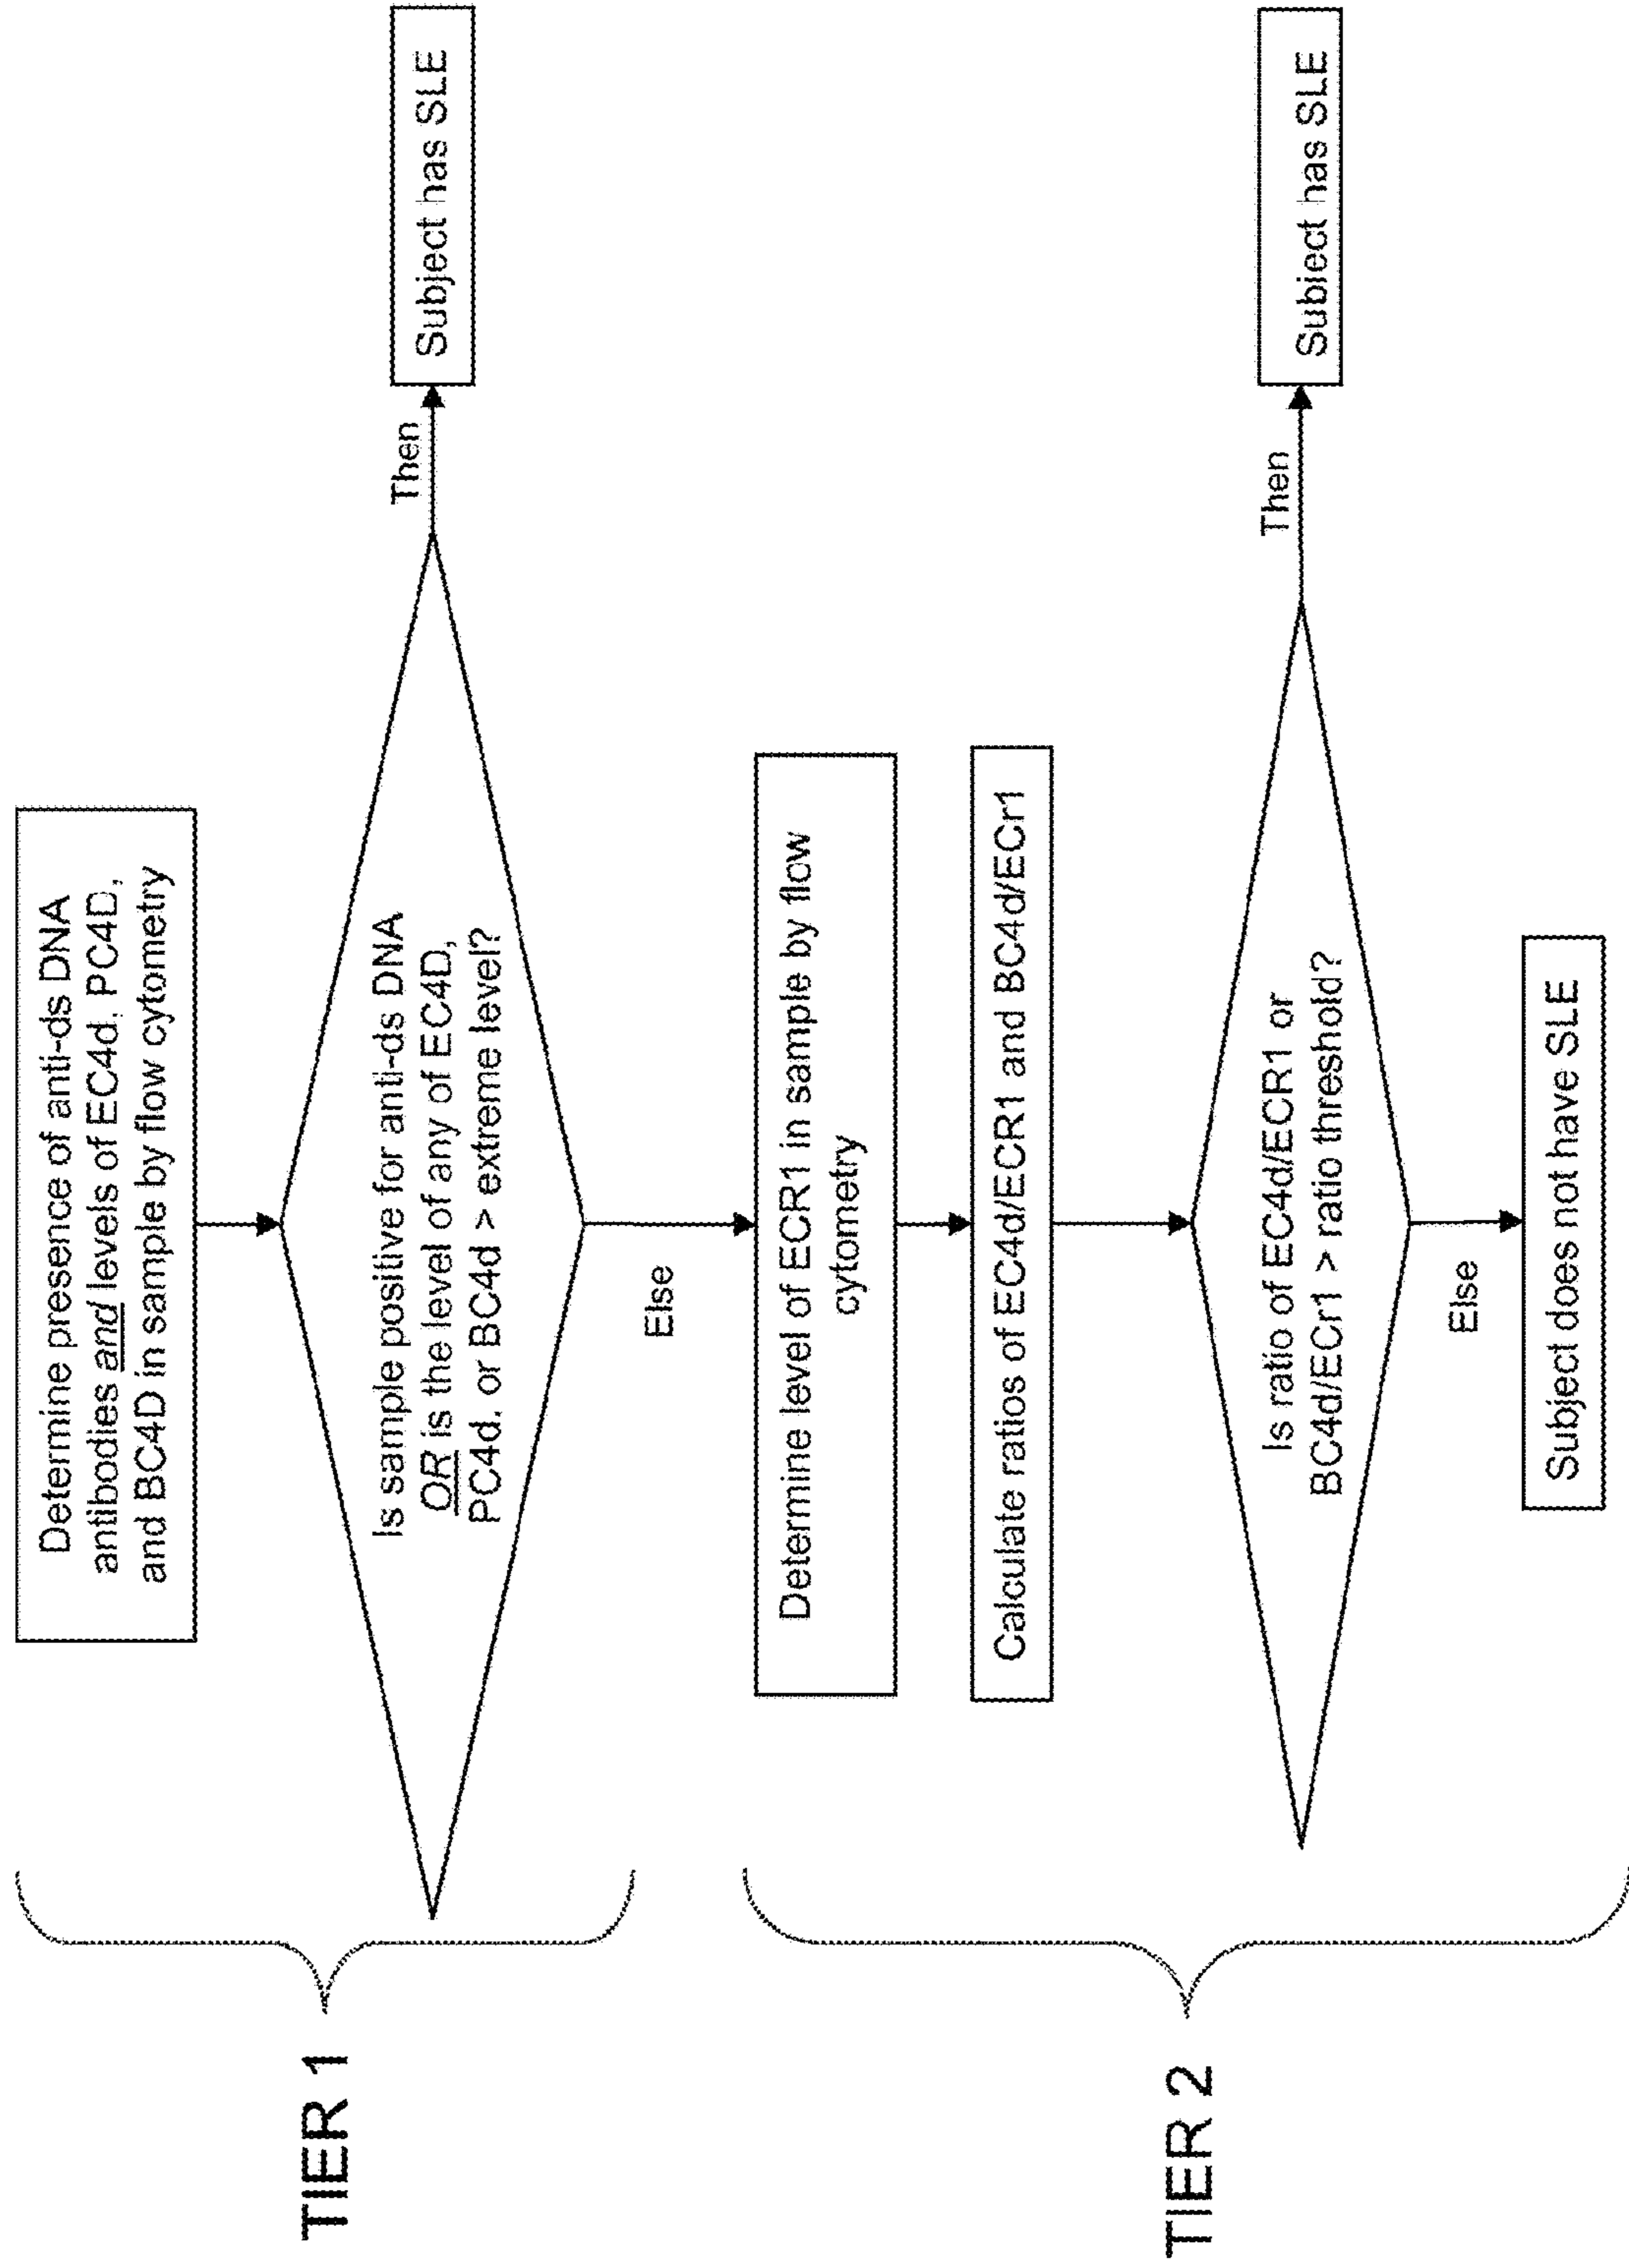 TIER 1
Determine presence of anti-ds DNA
antibodies and levels of EC4d, PC4D,
and BC4D in sample by flow cytometry
Is sample positive for anti-ds DNA
OR is the level of any of EC4D,
PC4d, or BC4d > extreme level?
Then
Subject has SLE
Else
TIER 2
Determine level of ECR1 in sample by flow
cytometry
Calculate ratios of EC4d/ECR1 and BC4d/ECr1
Is ratio of EC4d/ECR1 or
BC4d/ECr1 > ratio threshold?
Then
Subject has SLE
Else
Subject does not have SLE